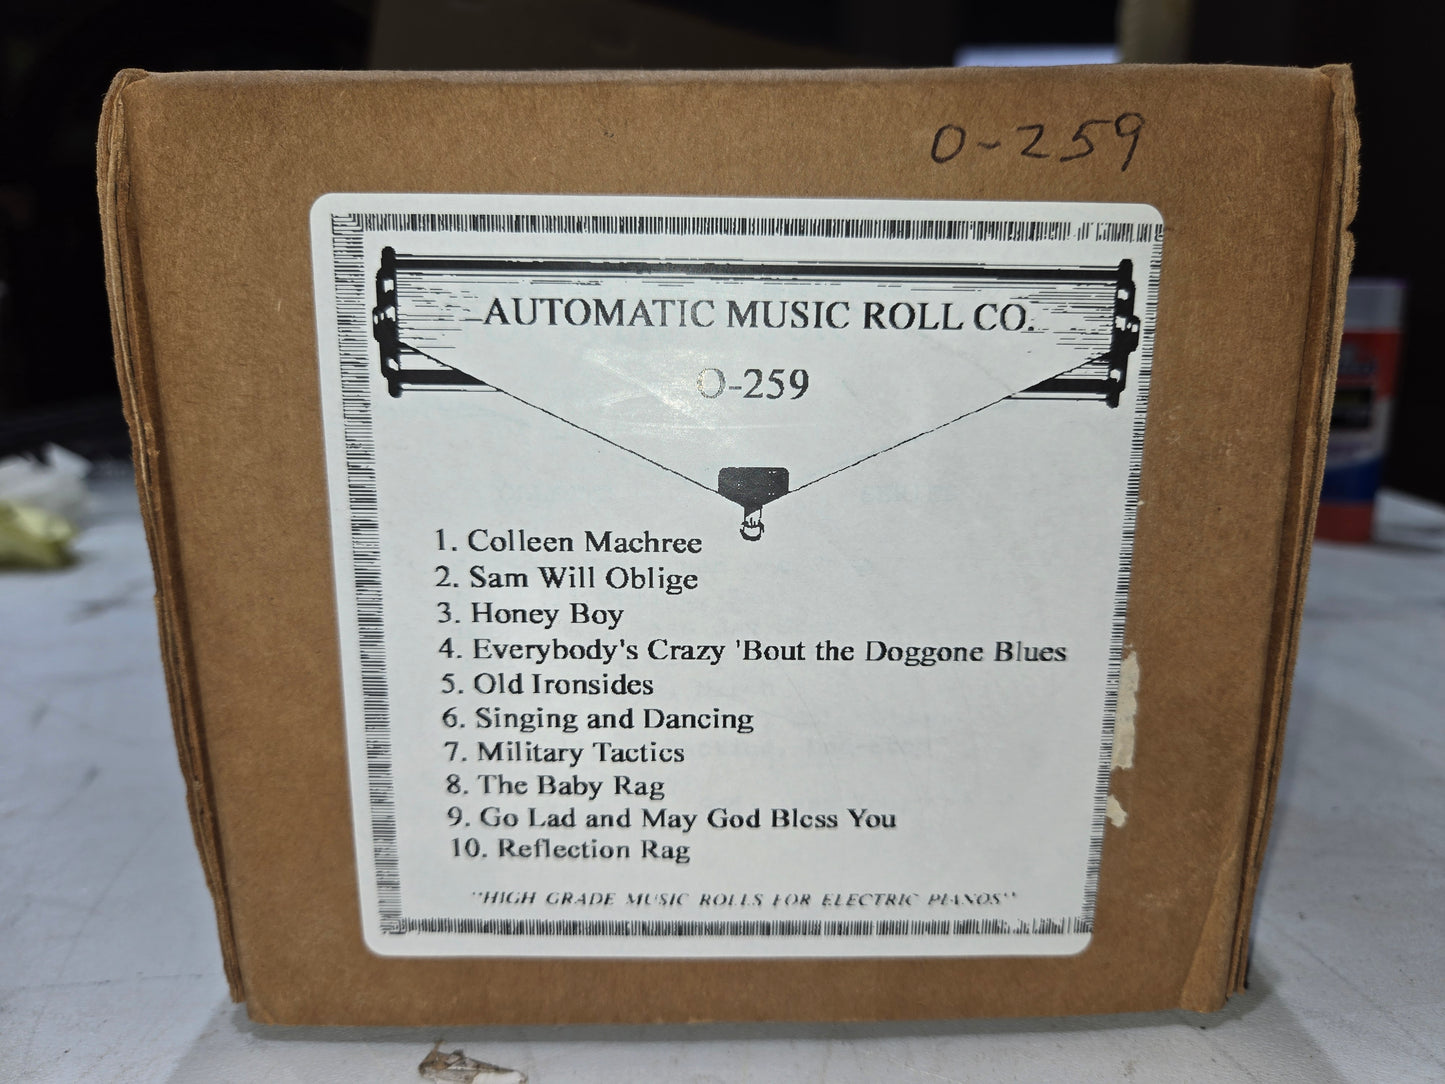 O-259
AUTOMATIC MUSIC ROLL CO.
O-259
1. Colleen Machree
2. Sam Will Oblige
3. Honey Boy
4. Everybody's Crazy 'Bout the Doggone Blues
5. Old Ironsides
6. Singing and Dancing
7. Military Tactics
8. The Baby Rag
9. Go Lad and May God Bless You
10. Reflection Rag
"HIGH GRADE MUSIC ROLLS FOR ELECTRIC PIANOS"